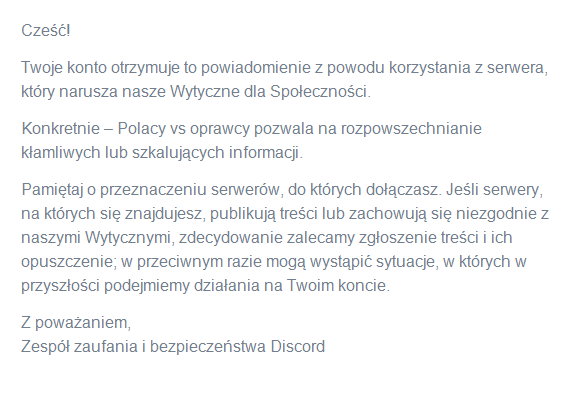 Cześć!
Twoje konto otrzymuje to powiadomienie z powodu korzystania z serwera,
który narusza nasze Wytyczne dla Społeczności.
Konkretnie – Polacy vs oprawcy pozwala na rozpowszechnianie
kłamliwych lub szkalujących informacji.
Pamiętaj o przeznaczeniu serwerów, do których dołączasz. Jeśli serwery,
na których się znajdujesz, publikują treści lub zachowują się niezgodnie z
naszymi Wytycznymi, zdecydowanie zalecamy zgłoszenie treści i ich
opuszczenie; w przeciwnym razie mogą wystąpić sytuacje, w których w
przyszłości podejmiemy działania na Twoim koncie.
Z poważaniem,
Zespół zaufania i bezpieczeństwa Discord